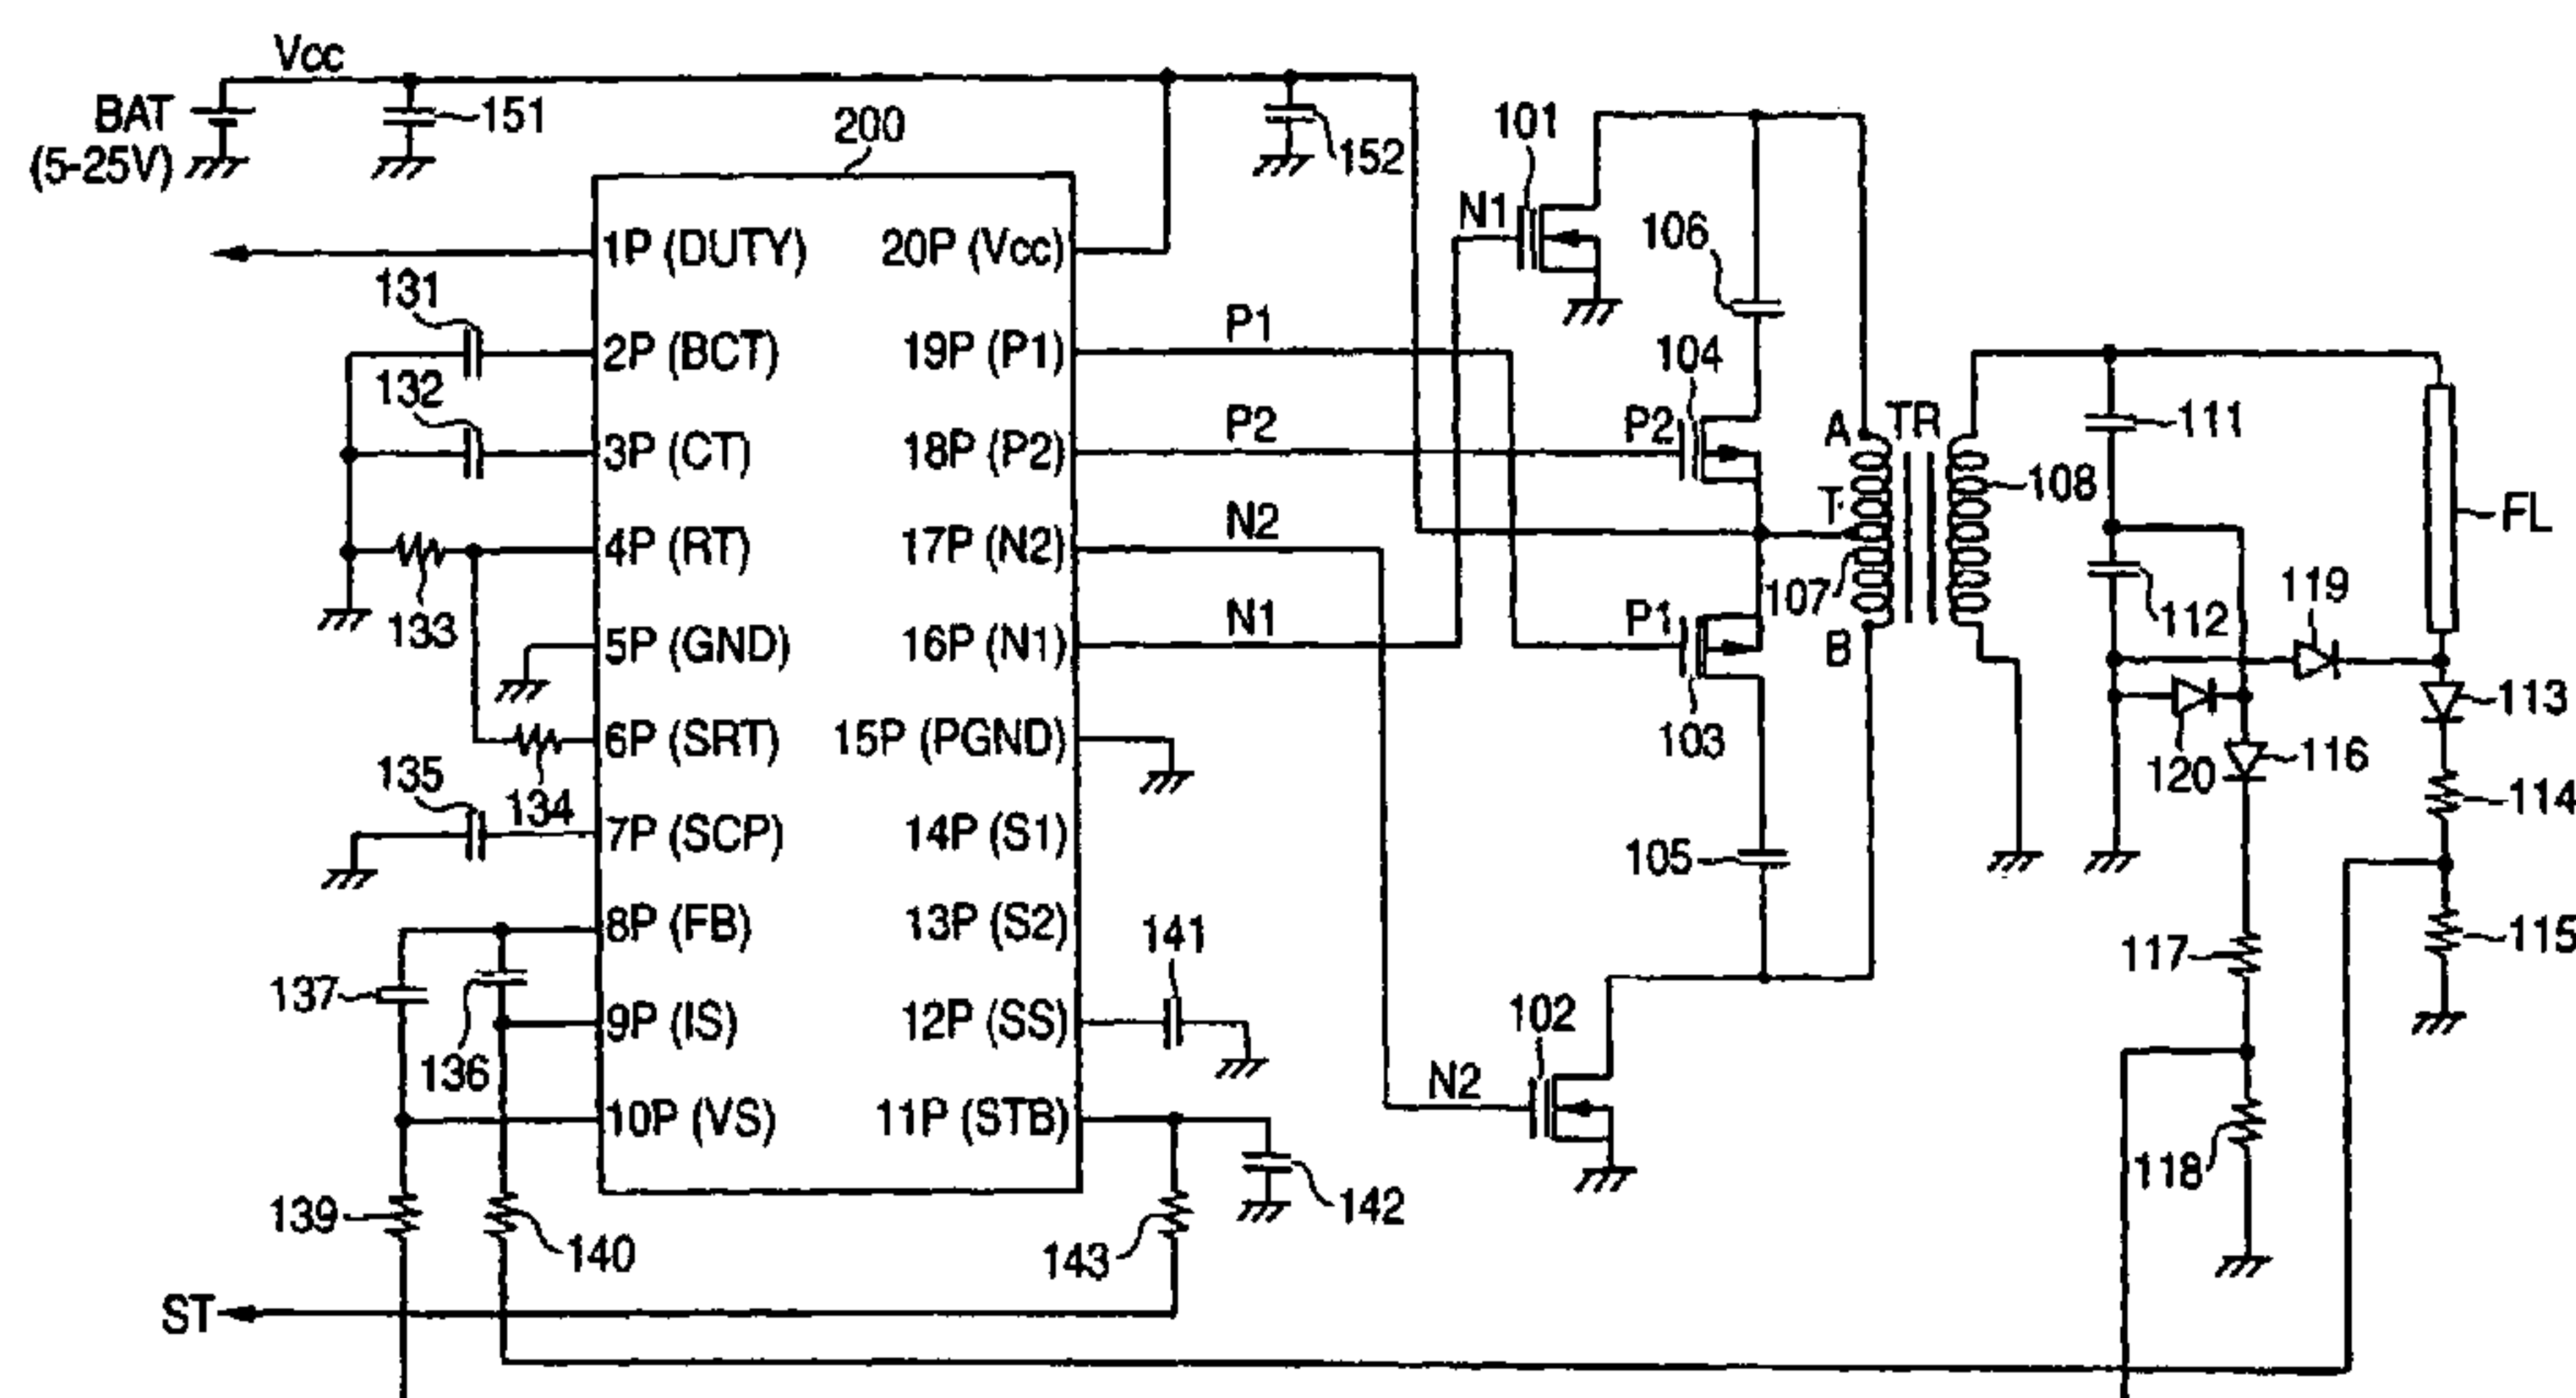 Vcc
BAT
(5-25V)
151
200
152
101
N1
106
1P (DUTY)
20P (Vcc)
131
2P (BCT)
19P (P1)
P1
104
132
3P (CT)
18P (P2)
P2
P2
A
TR
111
T
108
FL
4P (RT)
17P (N2)
N2
133
107
119
112
5P (GND)
16P (N1)
N1
P1
B
113
6P (SRT)
15P (PGND)
103
120
116
134
114
135
7P (SCP)
14P (S1)
105
8P (FB)
13P (S2)
141
117
115
137
9P (IS)
12P (SS)
102
136
N2
10P (VS)
11P (STB)
118
139
140
143
142
ST